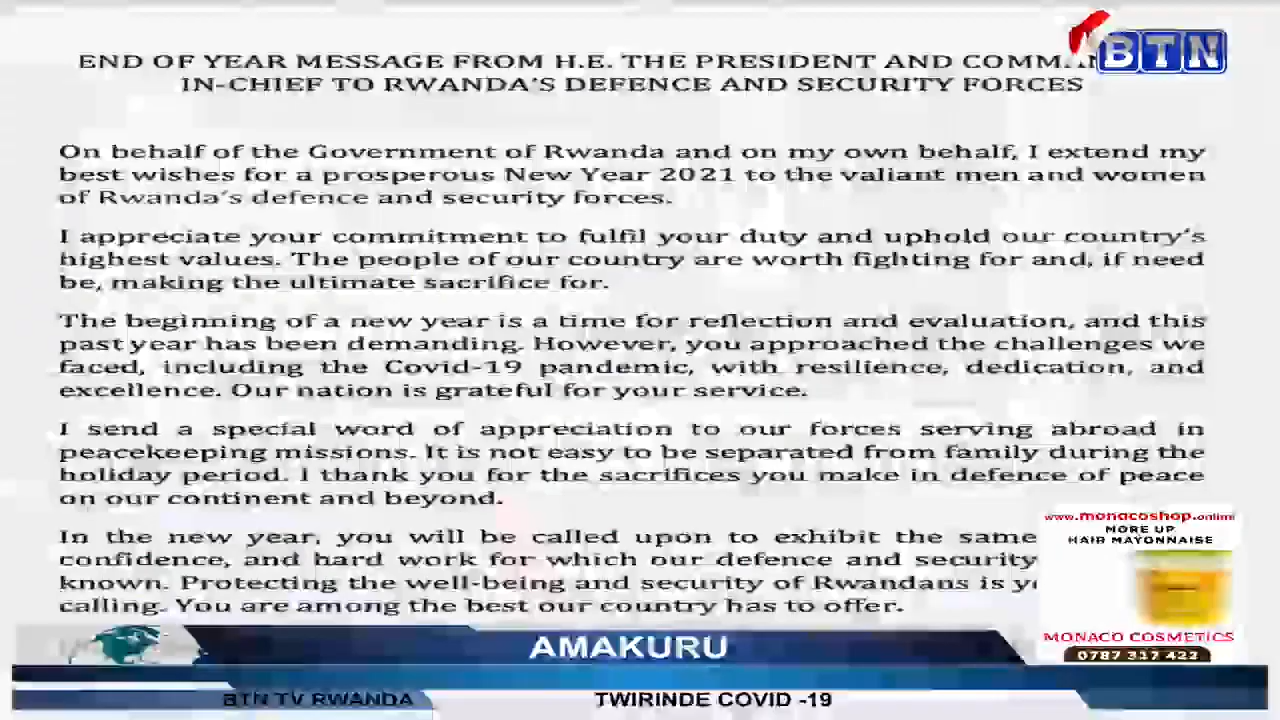 END OF YEAR MESSAGE FROM H.E. THE PRESIDENT AND
IN-CHIEF TO RWANDA'S DEFENCE AND SECURITY FORCES
BTN
On behalf of the Government of Rwanda and on my own behalf, I extend my
best wishes for a prosperous New Year 2021 to the valiant men and women
of Rwanda's defence and security forces.
I appreciate your commitment to fulfil your duty and uphold our country's
highest values. The people of our country are worth fighting for and, if need
be, making the ultimate sacrifice for.
The beginning of a new year is a time for reflection and evaluation, and this
past year has been demanding. However, you approached the challenges we
faced, including the Covid-19 pandemic, with resilience, dedication, and
excellence. Our nation is grateful for your service.
I send a special word of appreciation to our forces serving abroad in
peacekeeping missions. It is not easy to be separated from family during the
holiday period. I thank you for the sacrifices you make in defence of peace
on our continent and beyond.
In the new year, you will be called upon to exhibit the same
confidence, and hard work for which our defence and security
known. Protecting the well-being and security of Rwandans is
calling. You are among the best our country has to offer.
www.monacoshop.online
MORE UP
HAIR MAYONNAISE
MONACO COSMETICS
0787 317 422
AMAKURU
BTN TV RWANDA
TWIRINDE COVID -19